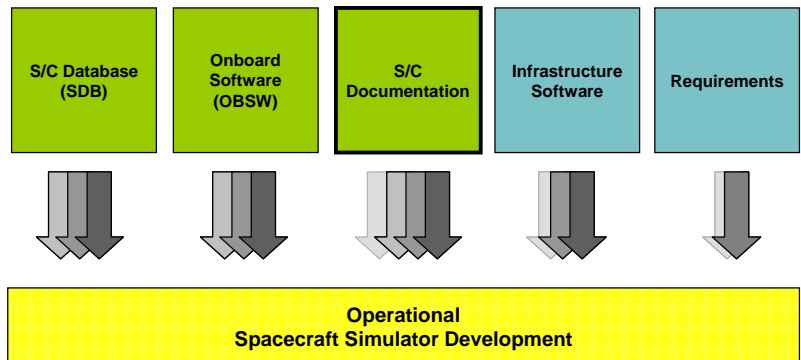 S/C Database
(SDB)
Onboard
Software
(OBSW)
S/C
Documentation
Infrastructure
Software
Requirements
Operational
Spacecraft Simulator Development